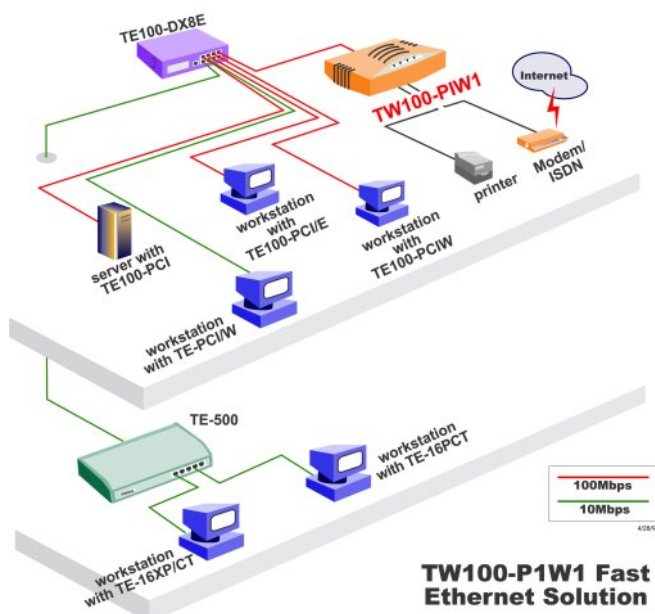 TE100-DX8E
TW100-PIW1
Internet
Modem/
ISDN
printer
workstation
with
TE100-PCI/E
workstation
with
TE100-PCIW
server with
TE100-PCI
workstation
with TE-PCI/W
TE-500
workstation
with TE-16PCT
workstation
with TE-16XP/CT
100Mbps
10Mbps
TW100-P1W1 Fast
Ethernet Solution